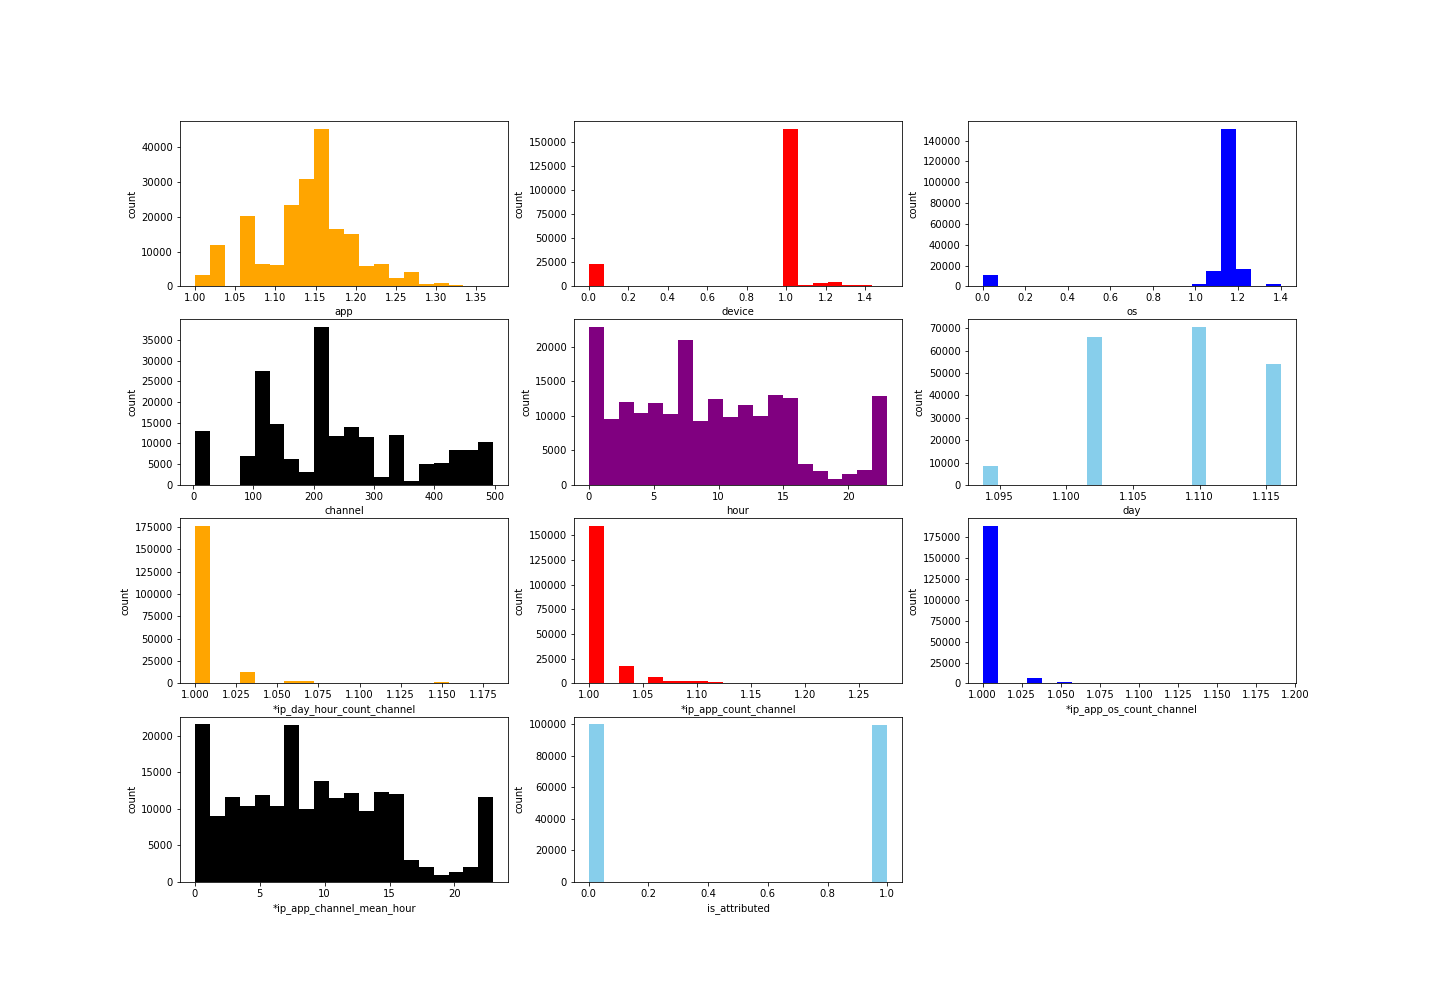 40000
30000
20000
10000
0
count
1.00 1.05 1.10 1.15 1.20 1.25 1.30 1.35
app
150000
125000
100000
75000
50000
25000
0
count
0.0 0.2 0.4 0.6 0.8 1.0 1.2 1.4
device
140000
120000
100000
80000
60000
40000
20000
0
count
0.0 0.2 0.4 0.6 0.8 1.0 1.2 1.4
os
35000
30000
25000
20000
15000
10000
5000
0
count
0 100 200 300 400 500
channel
20000
15000
10000
5000
0
count
0 5 10 15 20
hour
70000
60000
50000
40000
30000
20000
10000
0
count
1.095 1.100 1.105 1.110 1.115
day
175000
150000
125000
100000
75000
50000
25000
0
count
1.000 1.025 1.050 1.075 1.100 1.125 1.150 1.175
*ip_day_hour_count_channel
150000
125000
100000
75000
50000
25000
0
count
1.00 1.05 1.10 1.15 1.20 1.25
*ip_app_count_channel
175000
150000
125000
100000
75000
50000
25000
0
count
1.000 1.025 1.050 1.075 1.100 1.125 1.150 1.175 1.200
*ip_app_os_count_channel
20000
15000
10000
5000
0
count
0 5 10 15 20
*ip_app_channel_mean_hour
100000
80000
60000
40000
20000
0
count
0.0 0.2 0.4 0.6 0.8 1.0
is_attributed